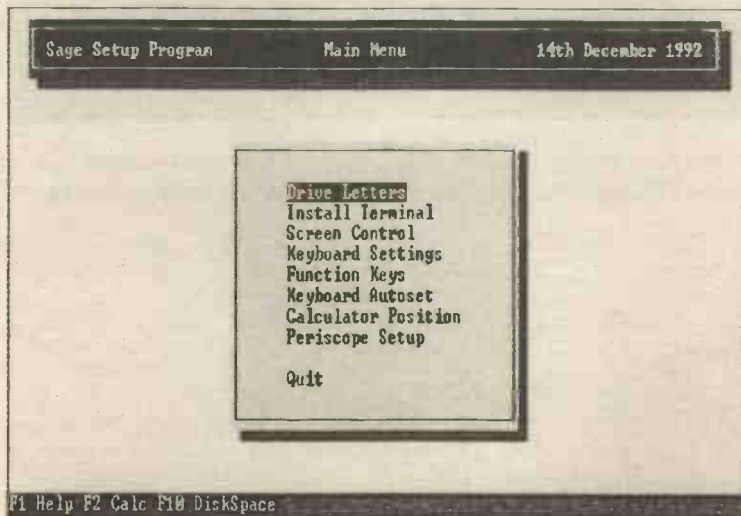 Sage Setup Program Main Menu 14th December 1992
Drive Letters
Install Terminal
Screen Control
Keyboard Settings
Function Keys
Keyboard Autoset
Calculator Position
Periscope Setup
Quit
F1 Help F2 Calc F10 DiskSpace